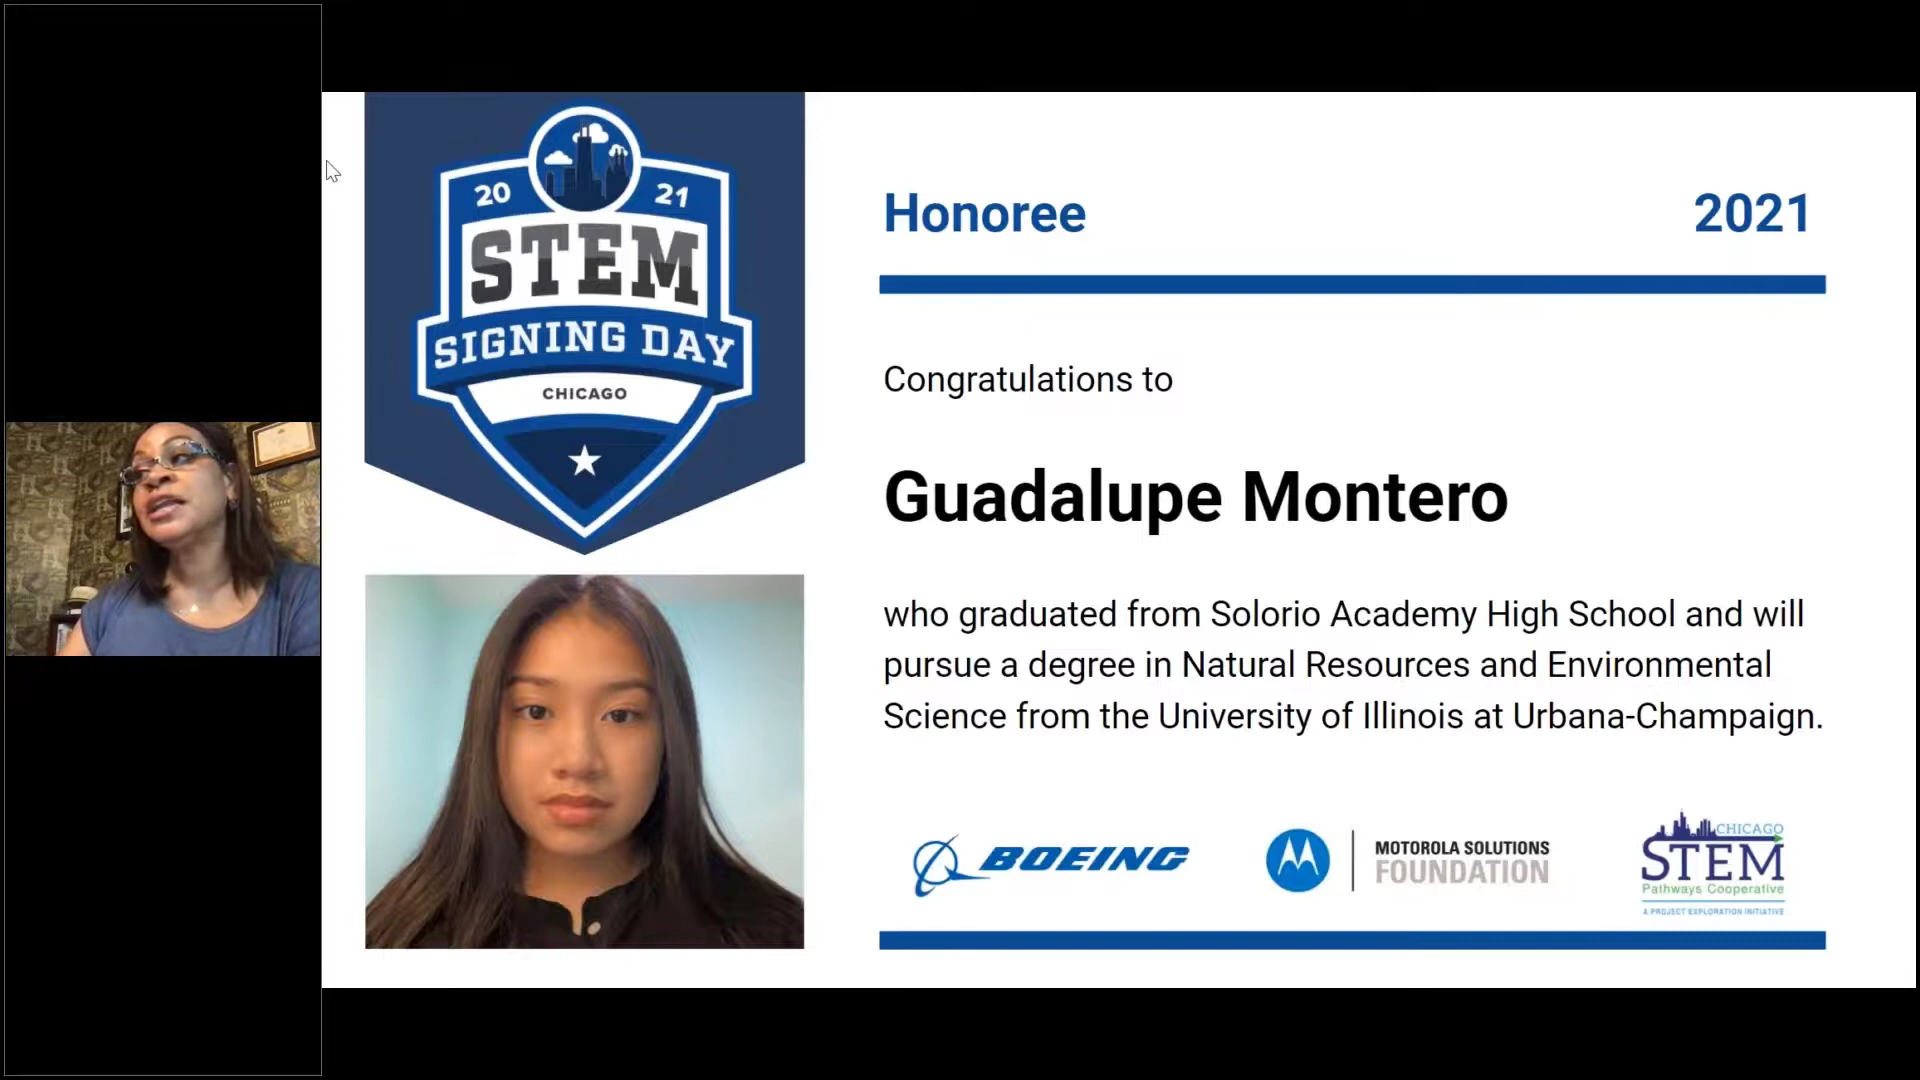 20 21
STEM
SIGNING DAY
CHICAGO
Honoree 2021
Congratulations to
Guadalupe Montero
who graduated from Solorio Academy High School and will
pursue a degree in Natural Resources and Environmental
Science from the University of Illinois at Urbana-Champaign.
BOEING
MOTOROLA SOLUTIONS
FOUNDATION
CHICAGO
STEM
Pathways Cooperative
A PROJECT EXPLORATION INITIATIVE